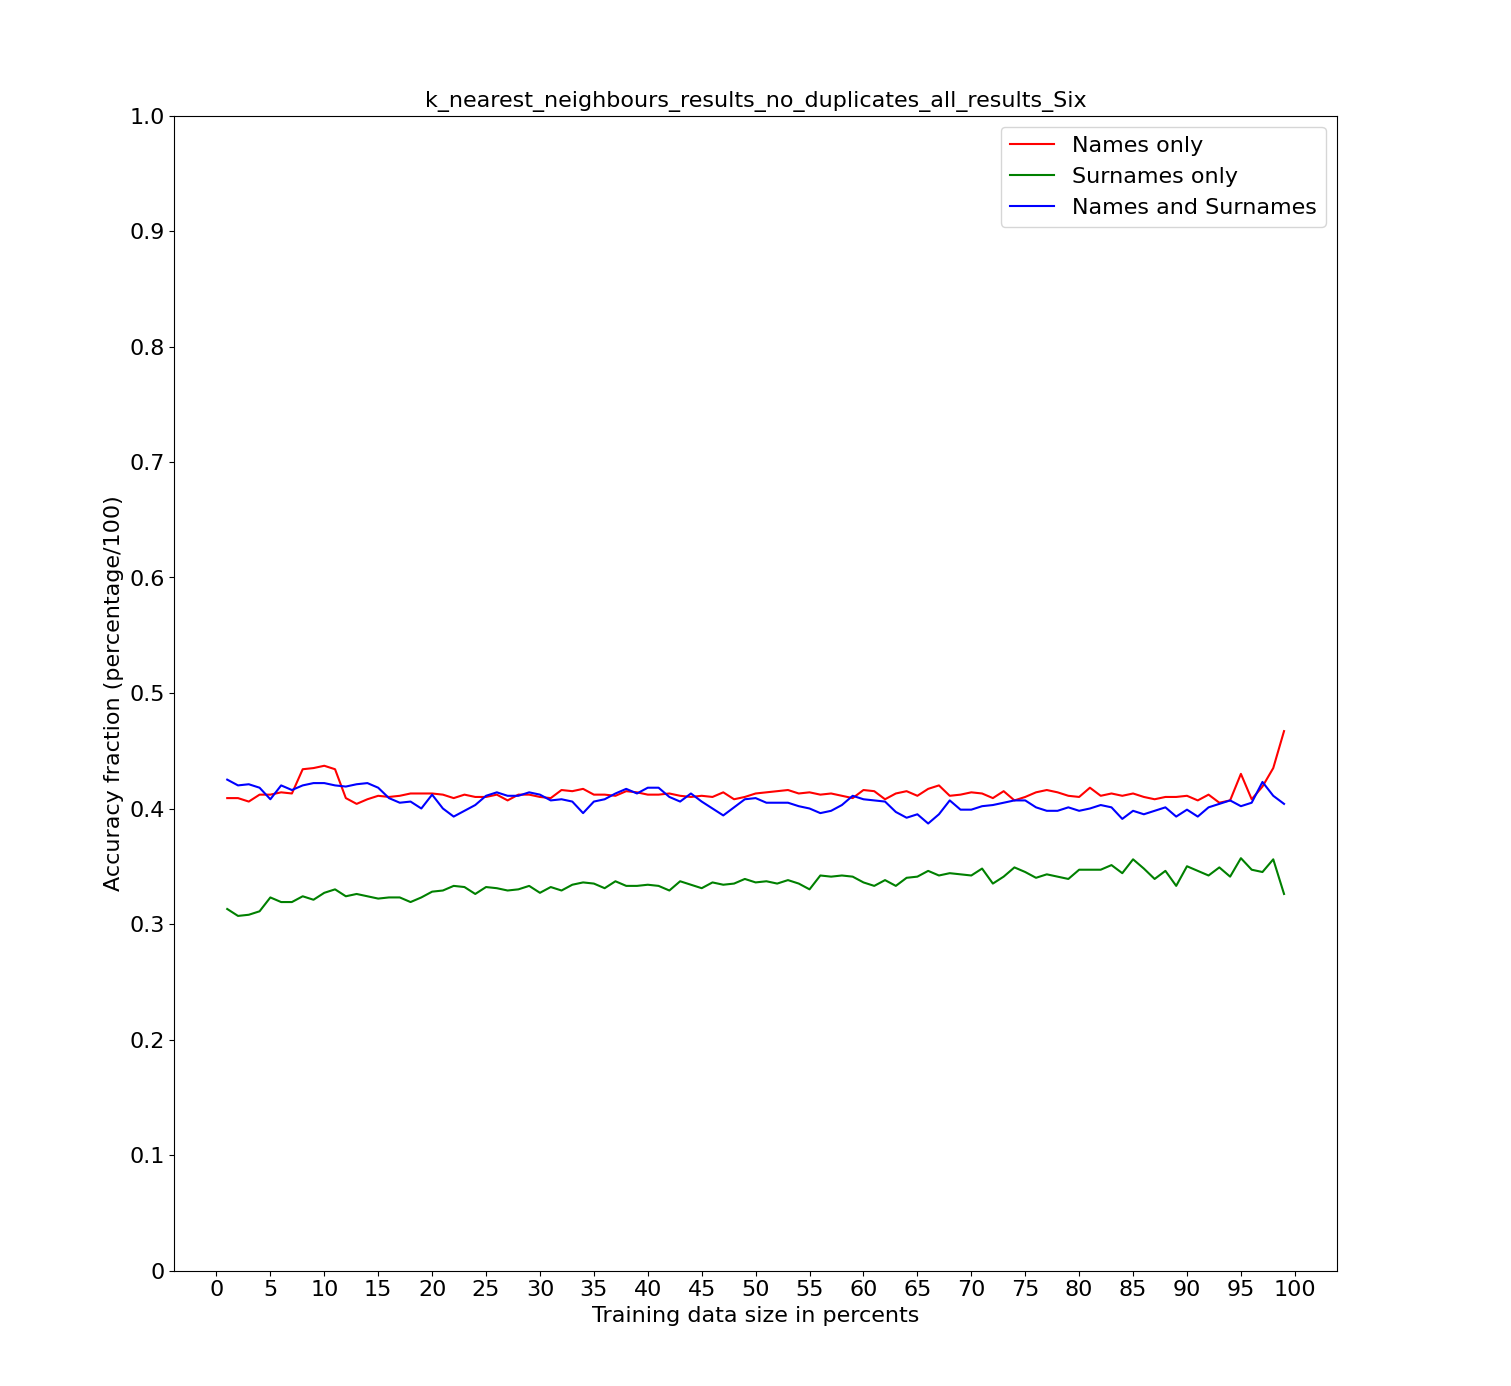 k_nearest_neighbours_results_no_duplicates_all_results_Six
Names only
Surnames only
Names and Surnames
Accuracy fraction (percentage/100)
1.0
0.9
0.8
0.7
0.6
0.5
0.4
0.3
0.2
0.1
0
0 5 10 15 20 25 30 35 40 45 50 55 60 65 70 75 80 85 90 95 100
Training data size in percents